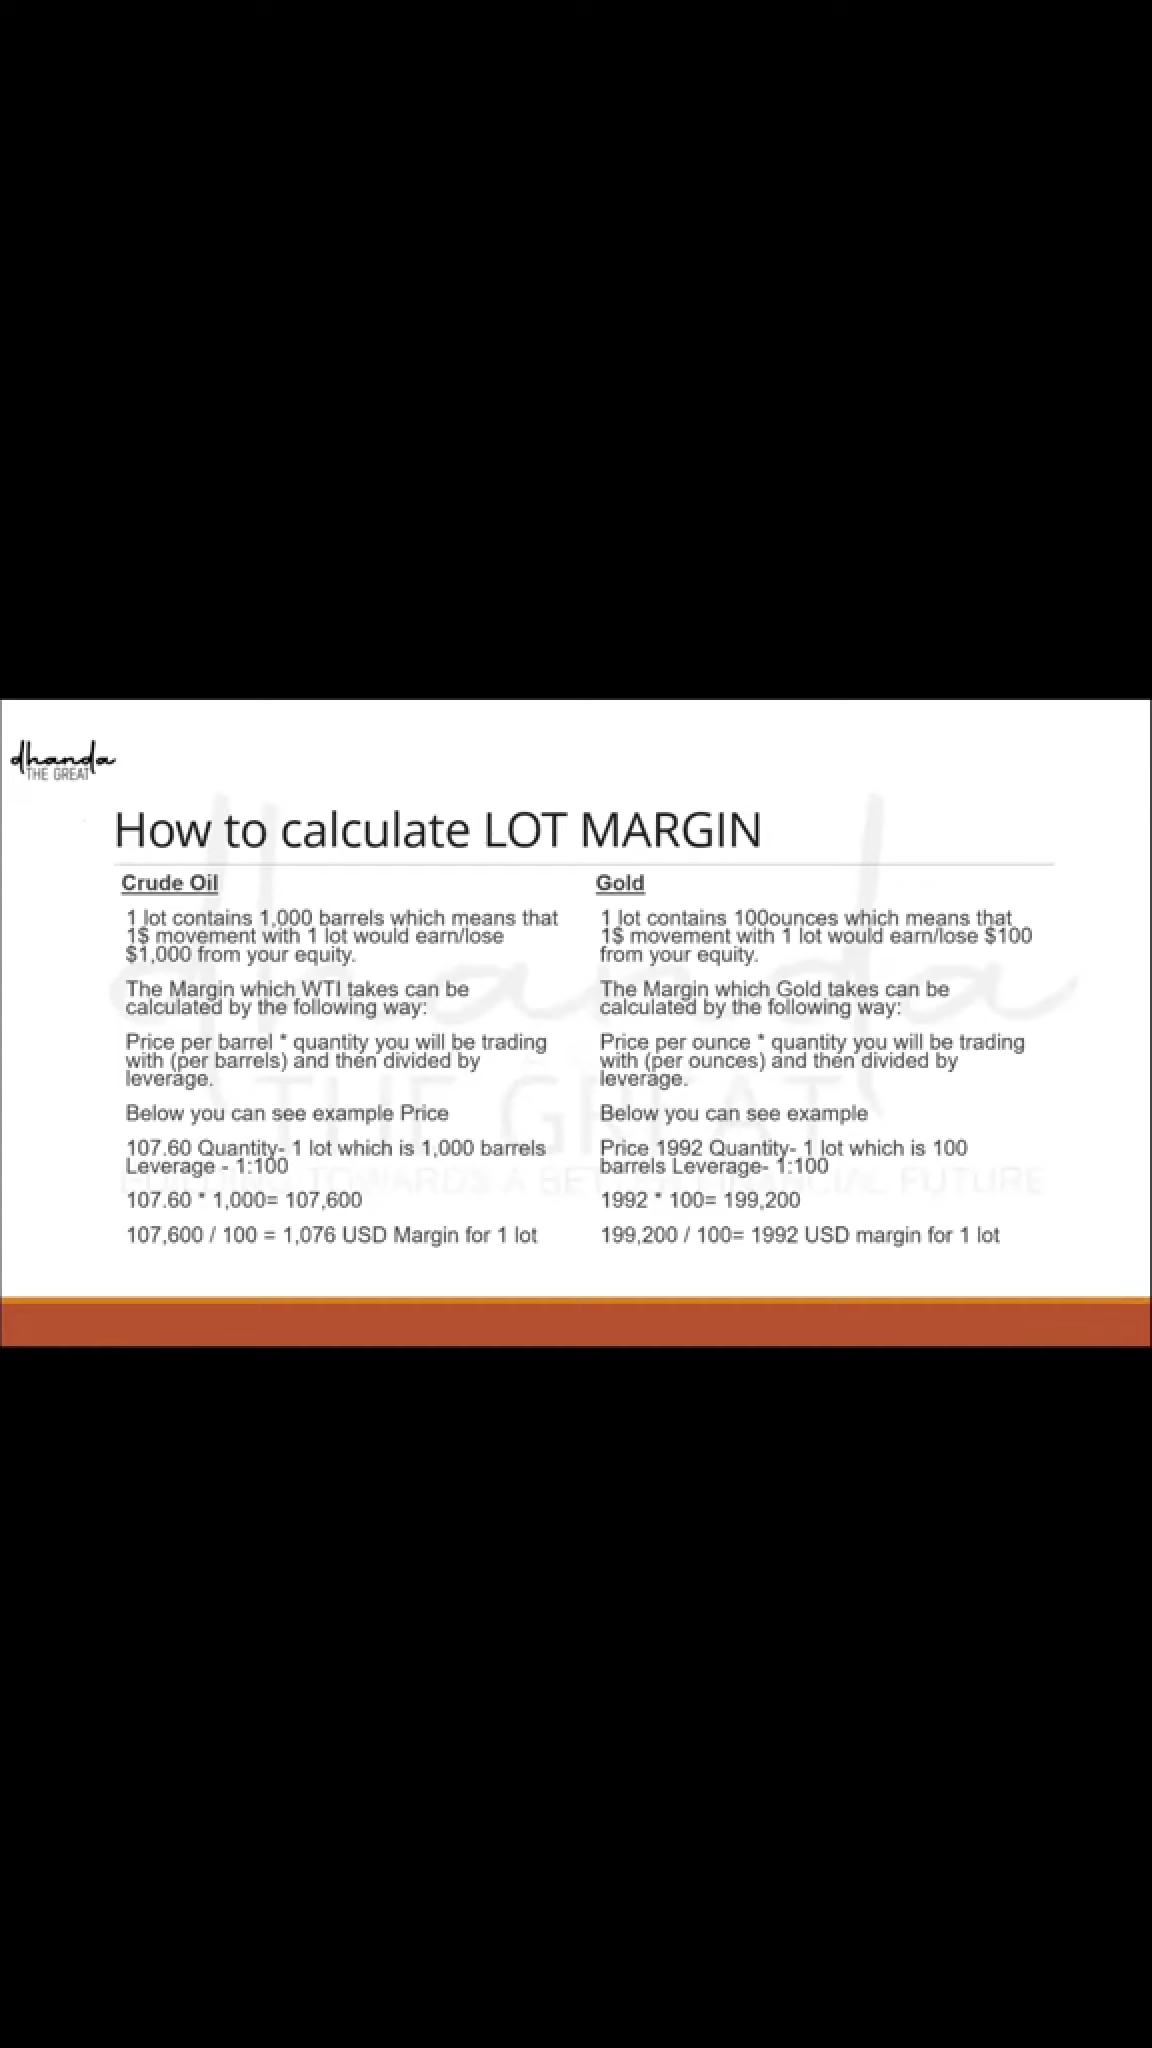 dhanda
THE GREAT
How to calculate LOT MARGIN
Crude Oil
1 lot contains 1,000 barrels which means that
1$ movement with 1 lot would earn/lose
$1,000 from your equity.
The Margin which WTI takes can be
calculated by the following way:
Price per barrel * quantity you will be trading
with (per barrels) and then divided by
leverage.
Below you can see example Price
107.60 Quantity- 1 lot which is 1,000 barrels
Leverage - 1:100
107.60 * 1,000= 107,600
107,600 / 100 = 1,076 USD Margin for 1 lot
Gold
1 lot contains 100ounces which means that
1$ movement with 1 lot would earn/lose $100
from your equity.
The Margin which Gold takes can be
calculated by the following way:
Price per ounce * quantity you will be trading
with (per ounces) and then divided by
leverage.
Below you can see example
Price 1992 Quantity- 1 lot which is 100
barrels Leverage- 1:100
1992 * 100= 199,200
199,200 / 100= 1992 USD margin for 1 lot
dhanda
THE GREAT
BUILDING TOWARDS A BETTER FINANCIAL FUTURE